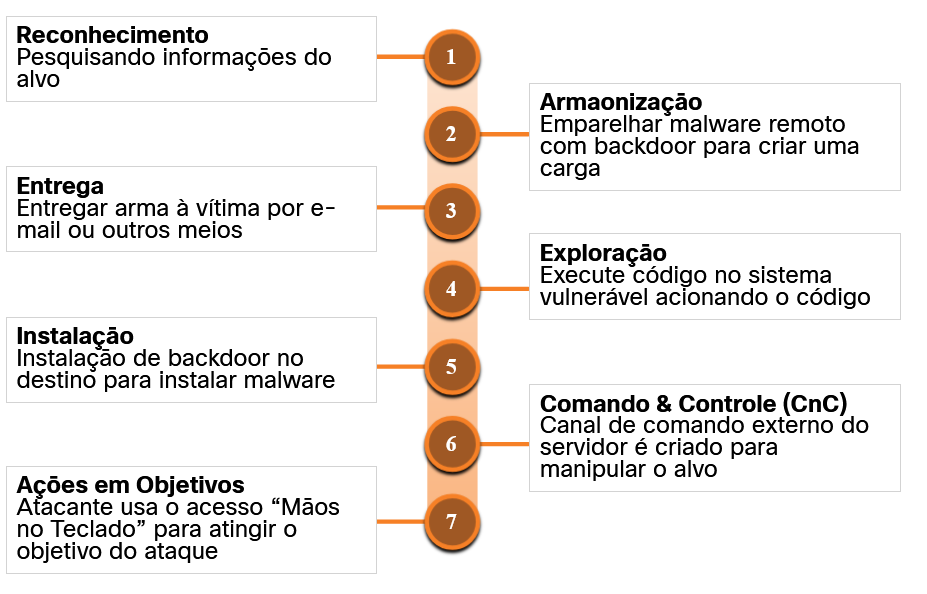 Reconhecimento
Pesquisando informações do
alvo
1
Armaonização
Emparelhar malware remoto
com backdoor para criar uma
carga
2
Entrega
Entregar arma à vítima por e-
mail ou outros meios
3
Exploração
Execute código no sistema
vulnerável acionando o código
4
Instalação
Instalação de backdoor no
destino para instalar malware
5
Comando & Controle (CnC)
Canal de comando externo do
servidor é criado para
manipular o alvo
6
Ações em Objetivos
Atacante usa o acesso “Mãos
no Teclado” para atingir o
objetivo do ataque
7